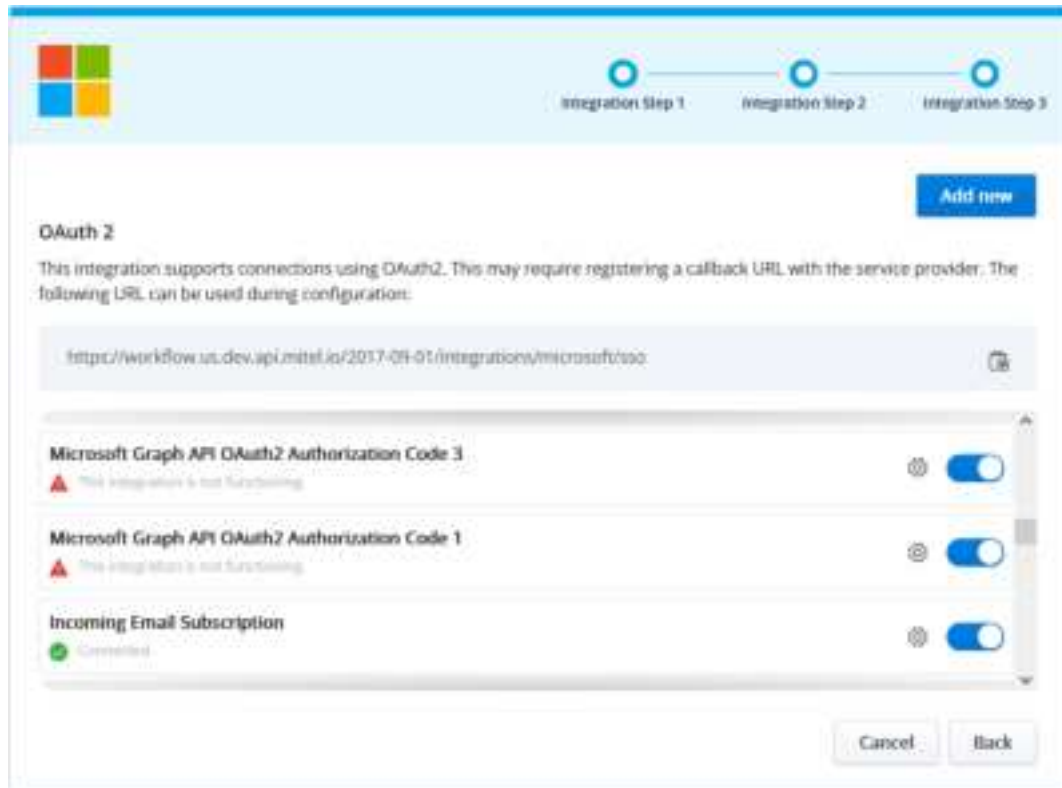 Integration Step 1
Integration Step 2
Integration Step 3
Add new
OAuth 2
This integration supports connections using OAuth2. This may require registering a callback URL with the service provider. The
following URL can be used during configuration:
https://workflow.us.dev.api.mitel.io/2017-09-01/integrations/microsoft/sso
Microsoft Graph API OAuth2 Authorization Code 3
This integration is not functioning
Microsoft Graph API OAuth2 Authorization Code 1
This integration is not functioning
Incoming Email Subscription
Connected
Cancel
Back